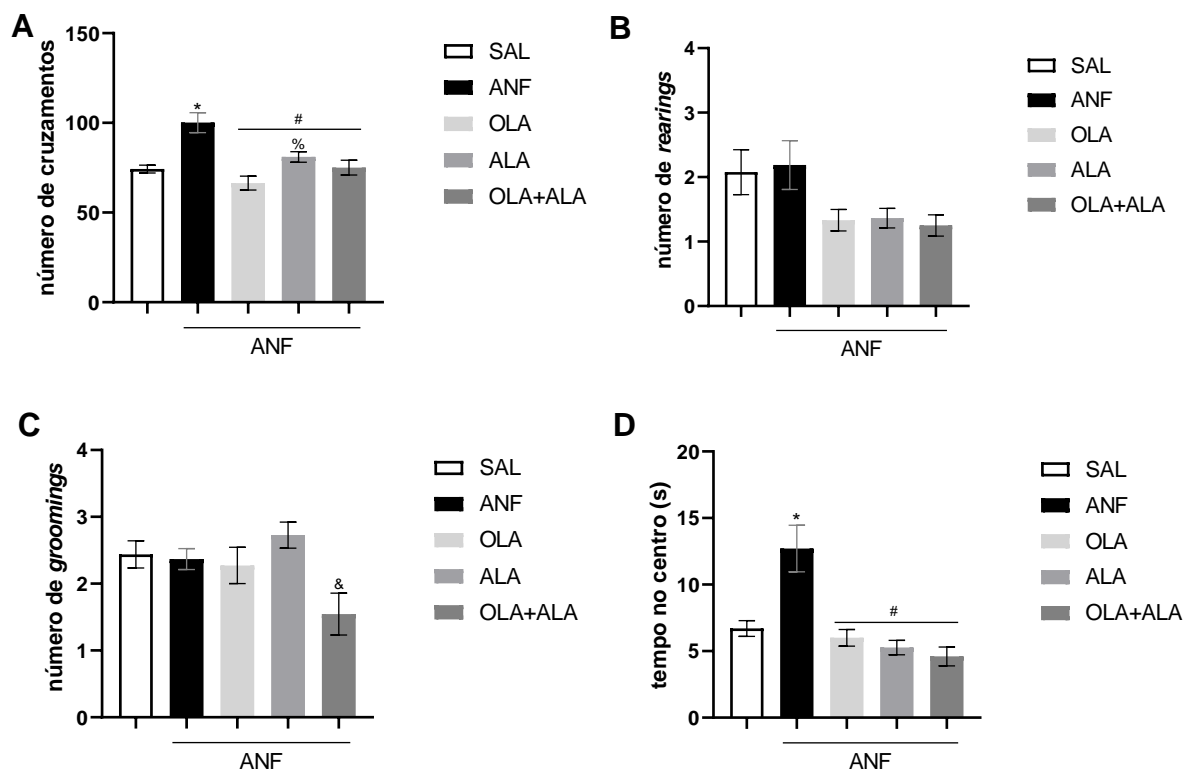 A
número de cruzamentos
150
100
50
0
*
#
%
ANF
SAL
ANF
OLA
ALA
OLA+ALA
B
número de rearings
4
3
2
1
0
ANF
SAL
ANF
OLA
ALA
OLA+ALA
C
número de groomings
4
3
2
1
0
&
ANF
SAL
ANF
OLA
ALA
OLA+ALA
D
tempo no centro (s)
20
15
10
5
0
*
#
ANF
SAL
ANF
OLA
ALA
OLA+ALA